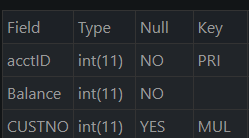 Field Type Null Key
acctID int(11) NO PRI
Balance int(11) NO
CUSTNO int(11) YES MUL